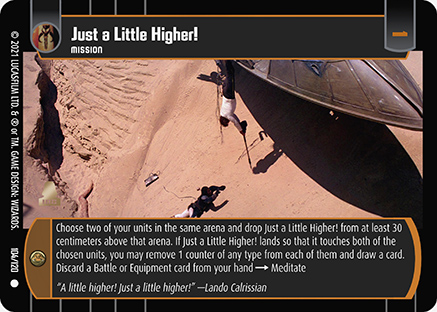 Just a Little Higher!
MISSION
Choose two of your units in the same arena and drop Just a Little Higher! from at least 30
centimeters above that arena. If Just a Little Higher! lands so that it touches both of the
chosen units, you may remove 1 counter of any type from each of them and draw a card.
Discard a Battle or Equipment card from your hand → Meditate
“A little higher! Just a little higher!” —Lando Calrissian
© 2021 LUCASFILM LTD. & ® or TM. GAME DESIGN: WIZARDS.
104/120